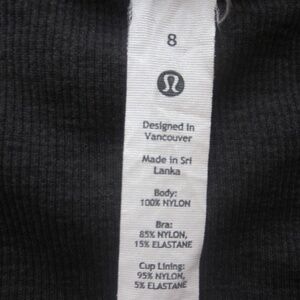 8
Designed in
Vancouver
Made in Sri
Lanka
Body:
100% NYLON
Bra:
85% NYLON,
15% ELASTANE
Cup Lining:
95% NYLON,
5% ELASTANE